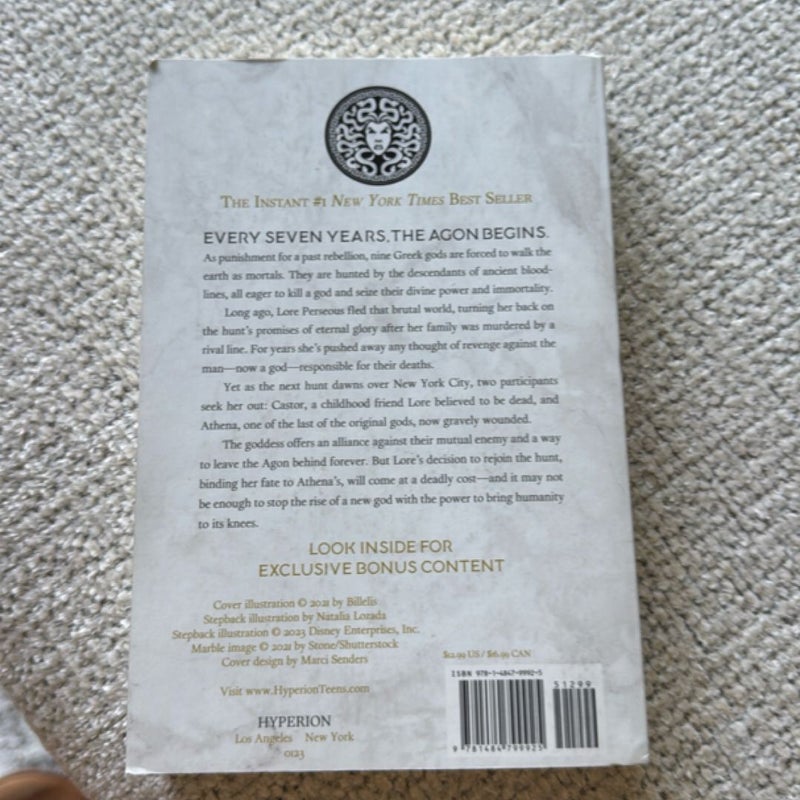 THE INSTANT #1 NEW YORK TIMES BEST SELLER
EVERY SEVEN YEARS, THE AGON BEGINS.
As punishment for a past rebellion, nine Greek gods are forced to walk the
earth as mortals. They are hunted by the descendants of ancient blood-
lines, all eager to kill a god and seize their divine power and immortality.
Long ago, Lore Perseous fled that brutal world, turning her back on
the hunt's promises of eternal glory after her family was murdered by a
rival line. For years she's pushed away any thought of revenge against the
man—now a god—responsible for their deaths.
Yet as the next hunt dawns over New York City, two participants
seek her out: Castor, a childhood friend Lore believed to be dead, and
Athena, one of the last of the original gods, now gravely wounded.
The goddess offers an alliance against their mutual enemy and a way
to leave the Agon behind forever. But Lore's decision to rejoin the hunt,
binding her fate to Athena's, will come at a deadly cost—and it may not
be enough to stop the rise of a new god with the power to bring humanity
to its knees.
LOOK INSIDE FOR
EXCLUSIVE BONUS CONTENT
Cover illustration © 2021 by Billelis
Stepback illustration by Natalia Lozada
Stepback illustration © 2023 Disney Enterprises, Inc.
Marble image © 2021 by Stone/Shutterstock
Cover design by Marci Senders
$12.99 US / $16.99 CAN
Visit www.HyperionTeens.com
HYPERION
Los Angeles New York
0123
ISBN 978-1-4847-9992-5
51299
9 781484 799925